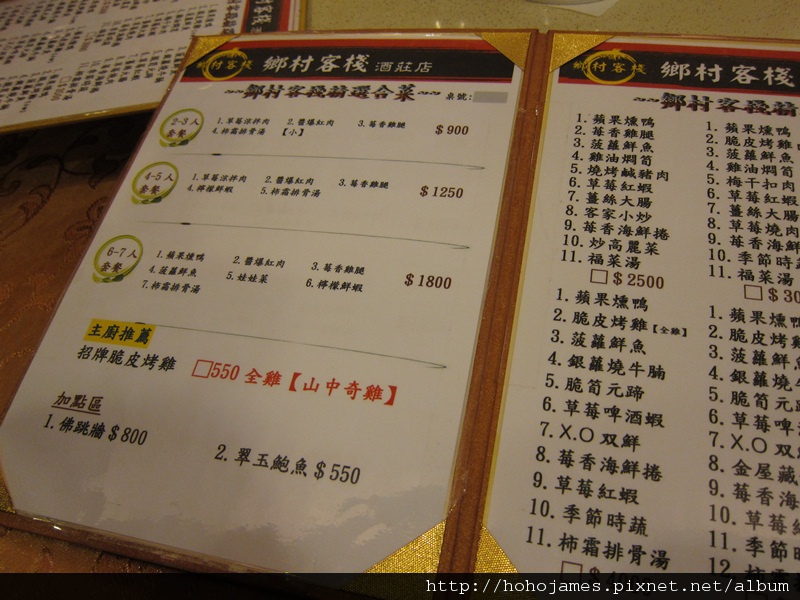 鄉村客棧 酒莊店
鄉村客棧精選合菜 桌號:
2-3人
套餐
1.草莓涼拌肉 2.醬爆紅肉 3.莓香雞腿
4.柿霜排骨湯 【小】
$900
4-5人
套餐
1.草莓涼拌肉 2.醬爆紅肉 3.莓香雞腿
4.檸檬鮮蝦 5.柿霜排骨湯
$1250
6-7人
套餐
1.蘋果燻鴨 2.醬爆紅肉 3.莓香雞腿
4.菠蘿鮮魚 5.娃娃菜 6.檸檬鮮蝦
7.柿霜排骨湯
$1800
主廚推薦
招牌脆皮烤雞 □550 全雞【山中奇雞】
加點區
1.佛跳牆$800
2.翠玉鮑魚$550
鄉村客棧
鄉村客棧精
1.蘋果燻鴨
2.莓香雞腿
3.菠蘿鮮魚
4.雞油燜筍
5.燒烤鹹豬肉
6.草莓紅蝦
7.薑絲大腸
8.客家小炒
9.莓香海鮮捲
10.炒高麗菜
11.福菜湯
□$2500
1.蘋果燻鴨
2.脆皮烤雞【全雞】
3.菠蘿鮮魚
4.銀蘿燒牛腩
5.脆筍元蹄
6.草莓啤酒蝦
7.X.O双鮮
8.莓香海鮮捲
9.草莓紅蝦
10.季節時蔬
11.柿霜排骨湯
1.蘋果燻鴨
2.脆皮烤雞
3.菠蘿鮮魚
4.雞油燜筍
5.梅干扣肉
6.草莓紅蝦
7.薑絲大腸
8.草莓燒肉
9.莓香海鮮
10.季節時
11.福菜湯
□$30
1.蘋果燻鴨
2.脆皮烤雞
3.菠蘿鮮魚
4.銀蘿燒
5.脆筍元
6.草莓啤
7.X.O双
8.金屋藏
9.莓香海
10.草莓
11.季節
12.
http://hohojames.pixnet.net/album